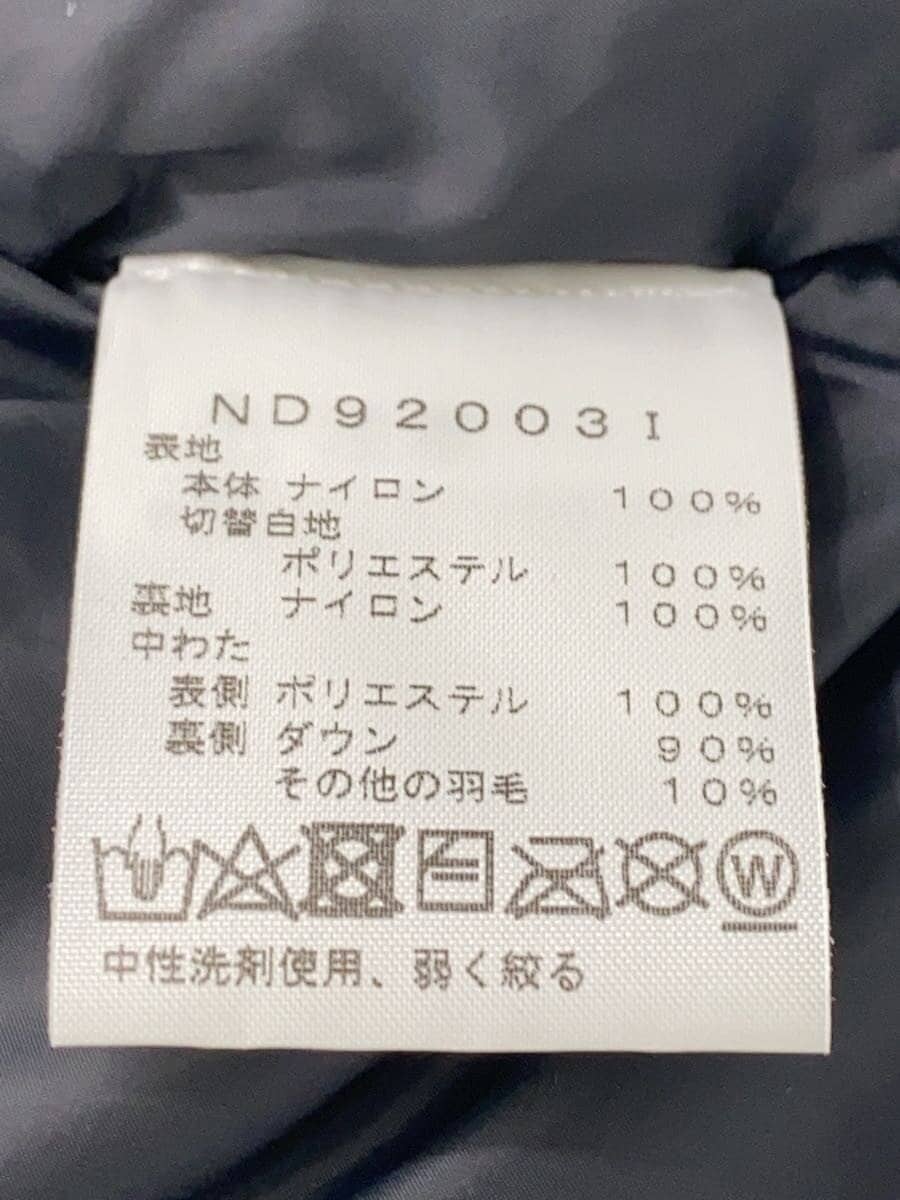 ND92003I
表地
本体 ナイロン 100%
切替白地
ポリエステル 100%
裏地 ナイロン 100%
中わた
表側 ポリエステル 100%
裏側 ダウン 90%
その他の羽毛 10%
W
中性洗剤使用、弱く絞る